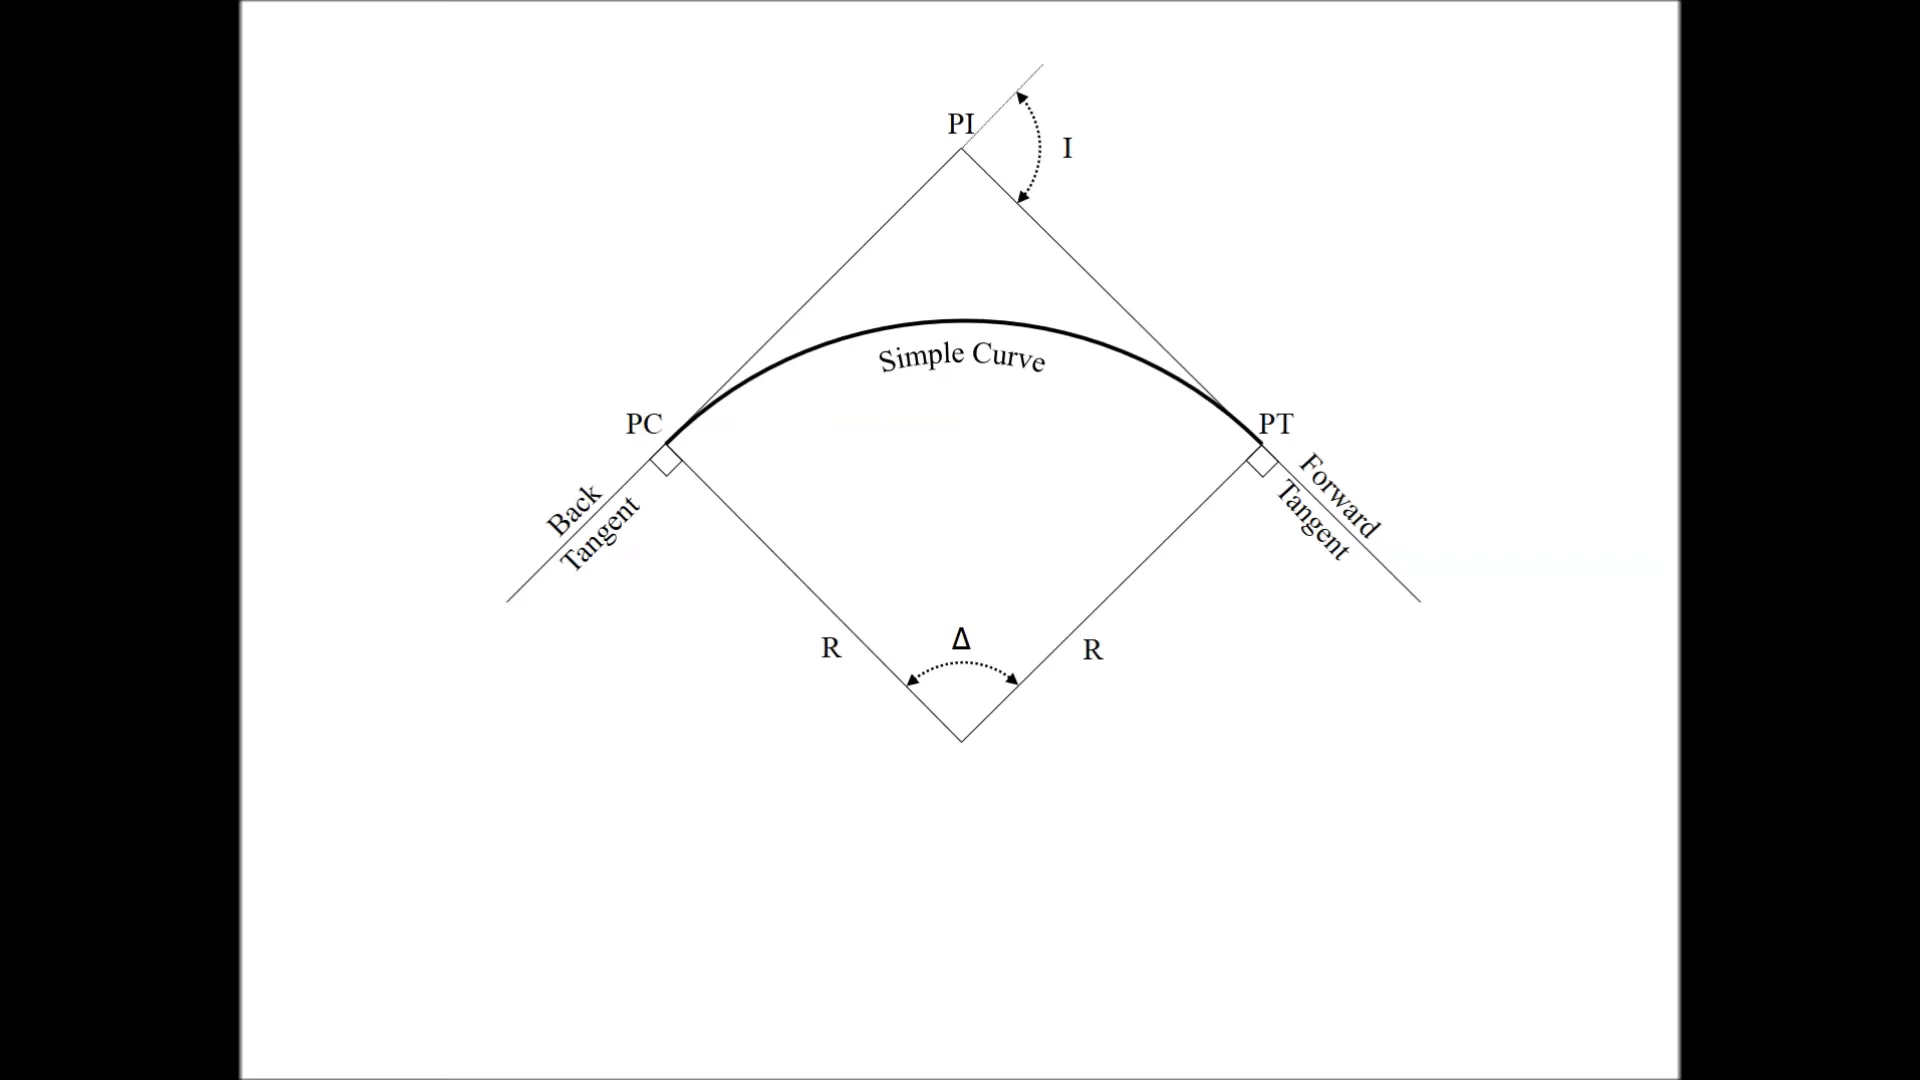 PI
I
Simple Curve
PC
PT
Back
Tangent
Forward
Tangent
Δ
R
R